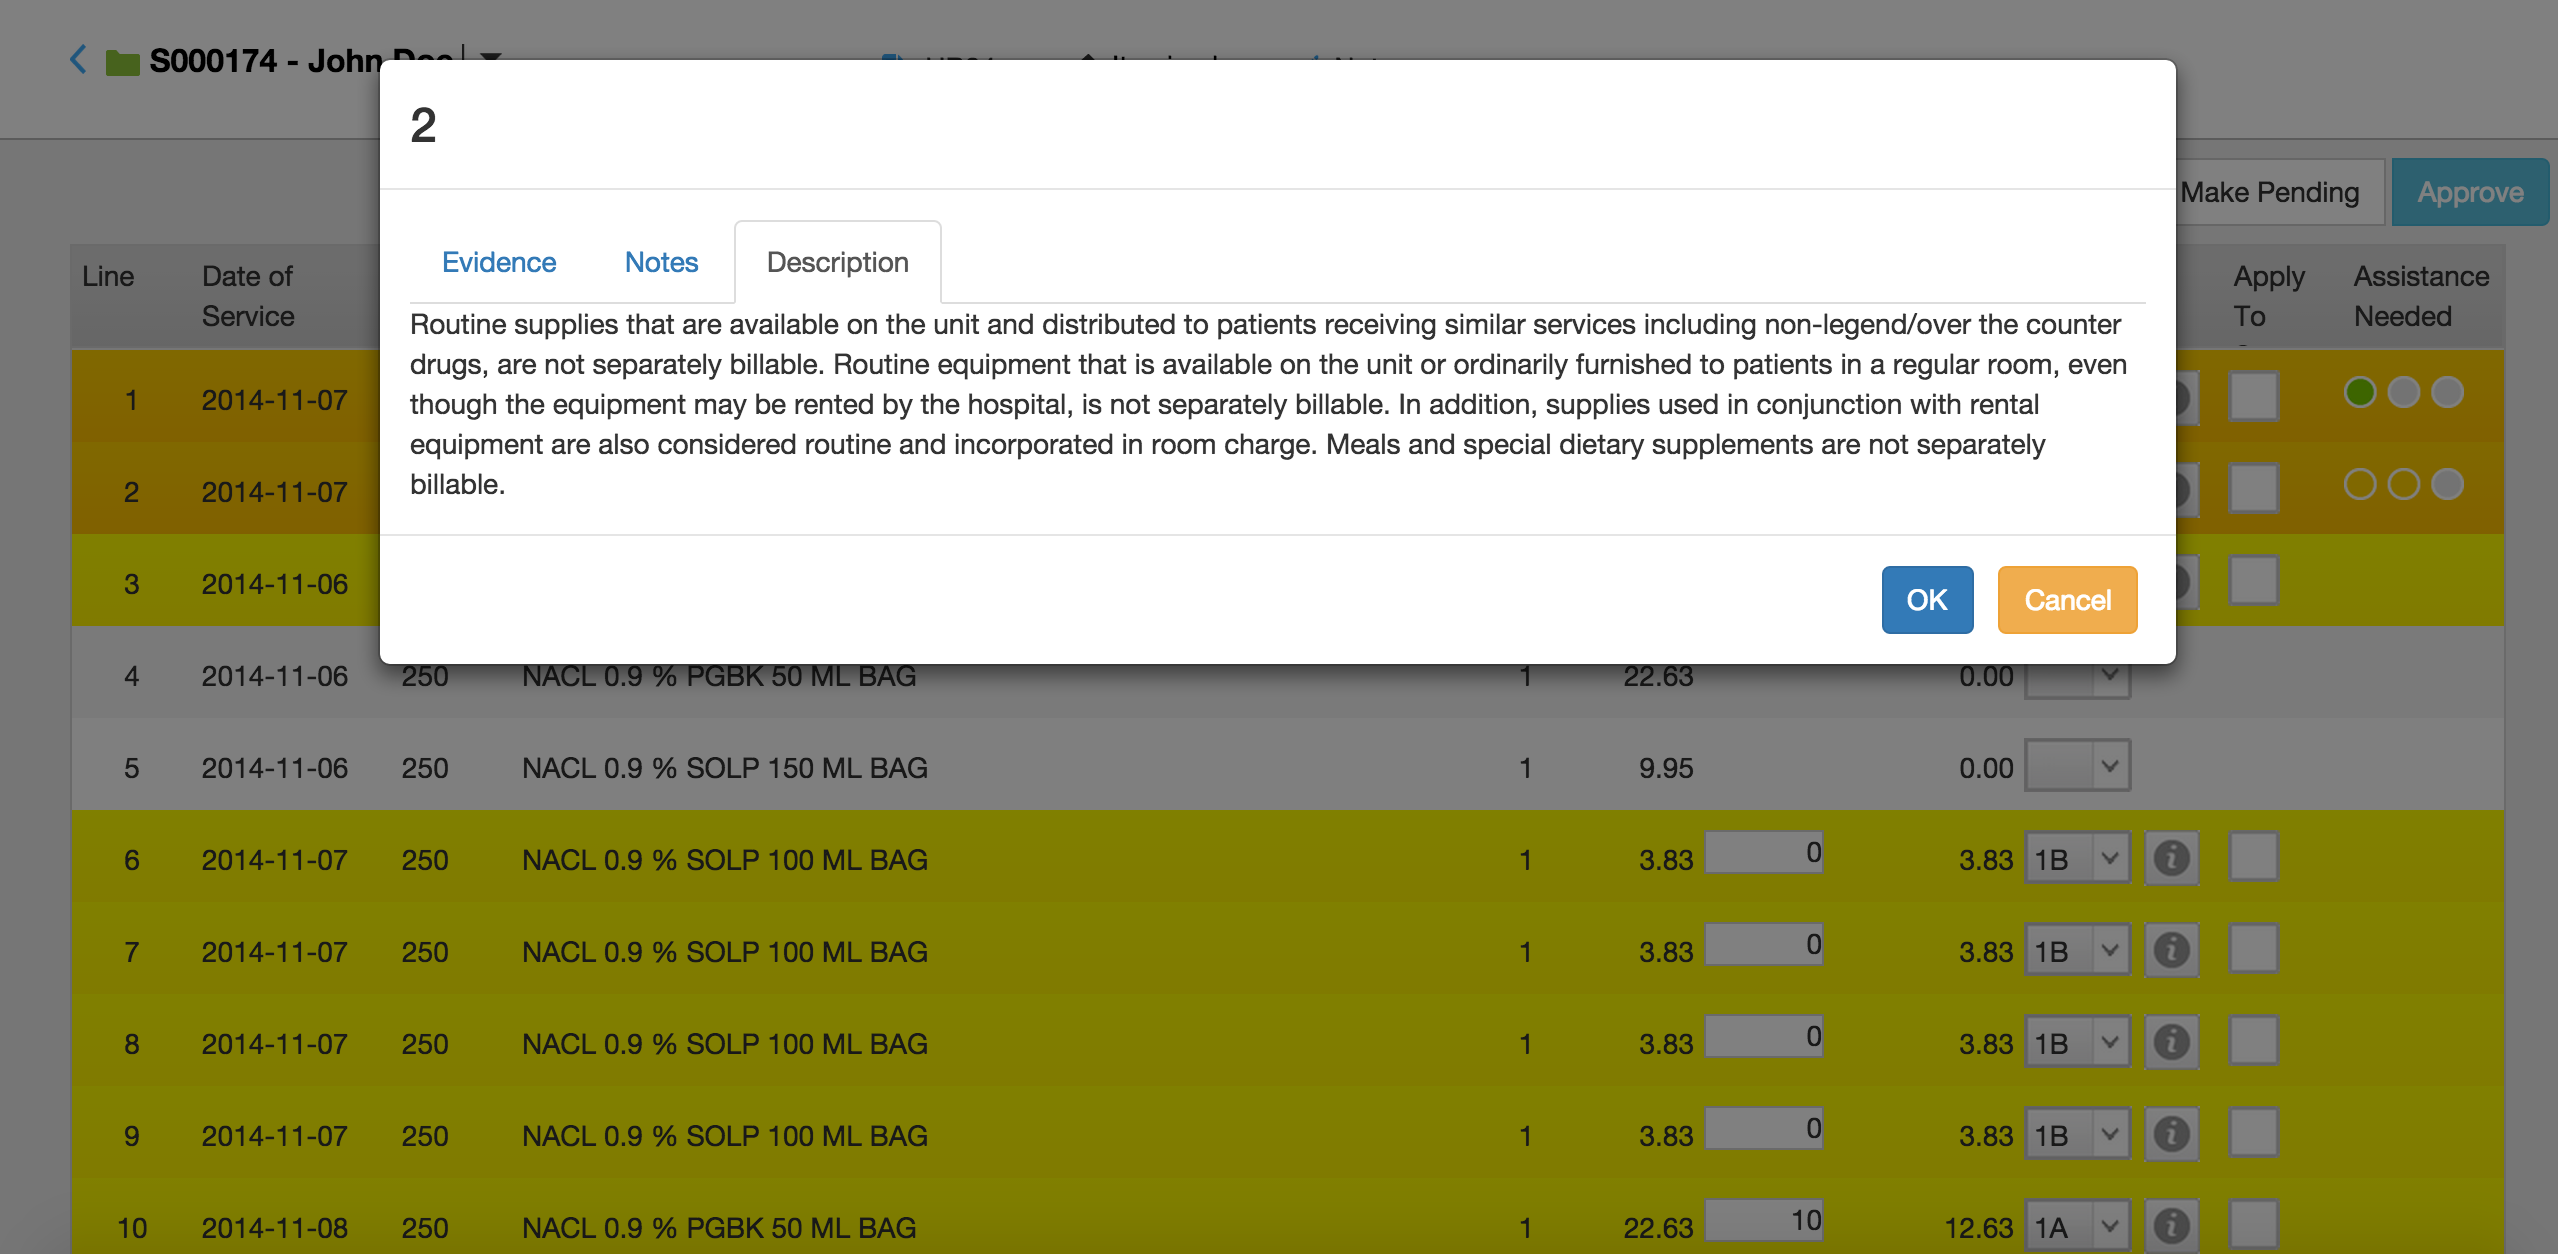 S000174 - John Doe
2
Make Pending
Approve
Evidence
Notes
Description
Routine supplies that are available on the unit and distributed to patients receiving similar services including non-legend/over the counter
drugs, are not separately billable. Routine equipment that is available on the unit or ordinarily furnished to patients in a regular room, even
though the equipment may be rented by the hospital, is not separately billable. In addition, supplies used in conjunction with rental
equipment are also considered routine and incorporated in room charge. Meals and special dietary supplements are not separately
billable.
OK
Cancel
Line
Date of
Service
Apply
To
Assistance
Needed
1 2014-11-07
2 2014-11-07
3 2014-11-06
4 2014-11-06 250 NACL 0.9 % PGBK 50 ML BAG 1 22.63 0.00
5 2014-11-06 250 NACL 0.9 % SOLP 150 ML BAG 1 9.95 0.00
6 2014-11-07 250 NACL 0.9 % SOLP 100 ML BAG 1 3.83 0 3.83 1B
7 2014-11-07 250 NACL 0.9 % SOLP 100 ML BAG 1 3.83 0 3.83 1B
8 2014-11-07 250 NACL 0.9 % SOLP 100 ML BAG 1 3.83 0 3.83 1B
9 2014-11-07 250 NACL 0.9 % SOLP 100 ML BAG 1 3.83 0 3.83 1B
10 2014-11-08 250 NACL 0.9 % PGBK 50 ML BAG 1 22.63 10 12.63 1A